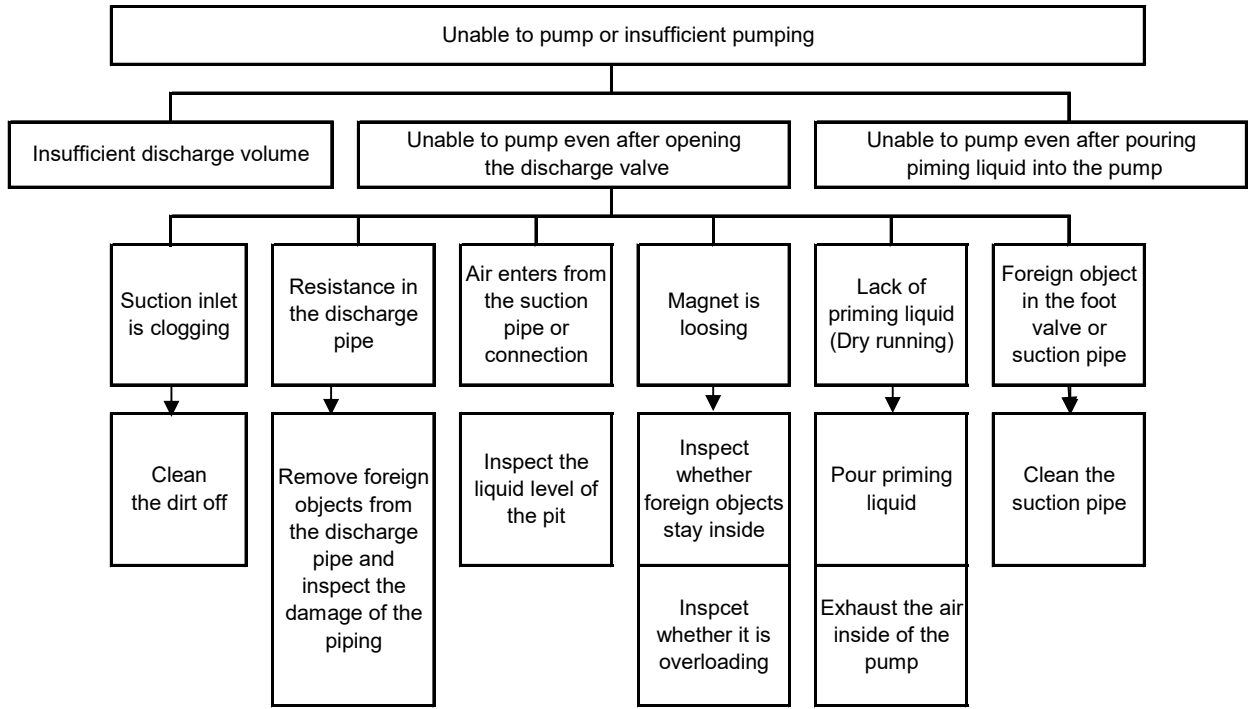 Unable to pump or insufficient pumping
Insufficient discharge volume
Unable to pump even after opening
the discharge valve
Unable to pump even after pouring
piming liquid into the pump
Suction inlet
is clogging
Resistance in
the discharge
pipe
Air enters from
the suction
pipe or
connection
Magnet is
loosing
Lack of
priming liquid
(Dry running)
Foreign object
in the foot
valve or
suction pipe
Clean
the dirt off
Remove foreign
objects from
the discharge
pipe and
inspect the
damage of the
piping
Inspect the
liquid level of
the pit
Inspect
whether
foreign objects
stay inside
Inspcet
whether it is
overloading
Pour priming
liquid
Exhaust the air
inside of the
pump
Clean the
suction pipe